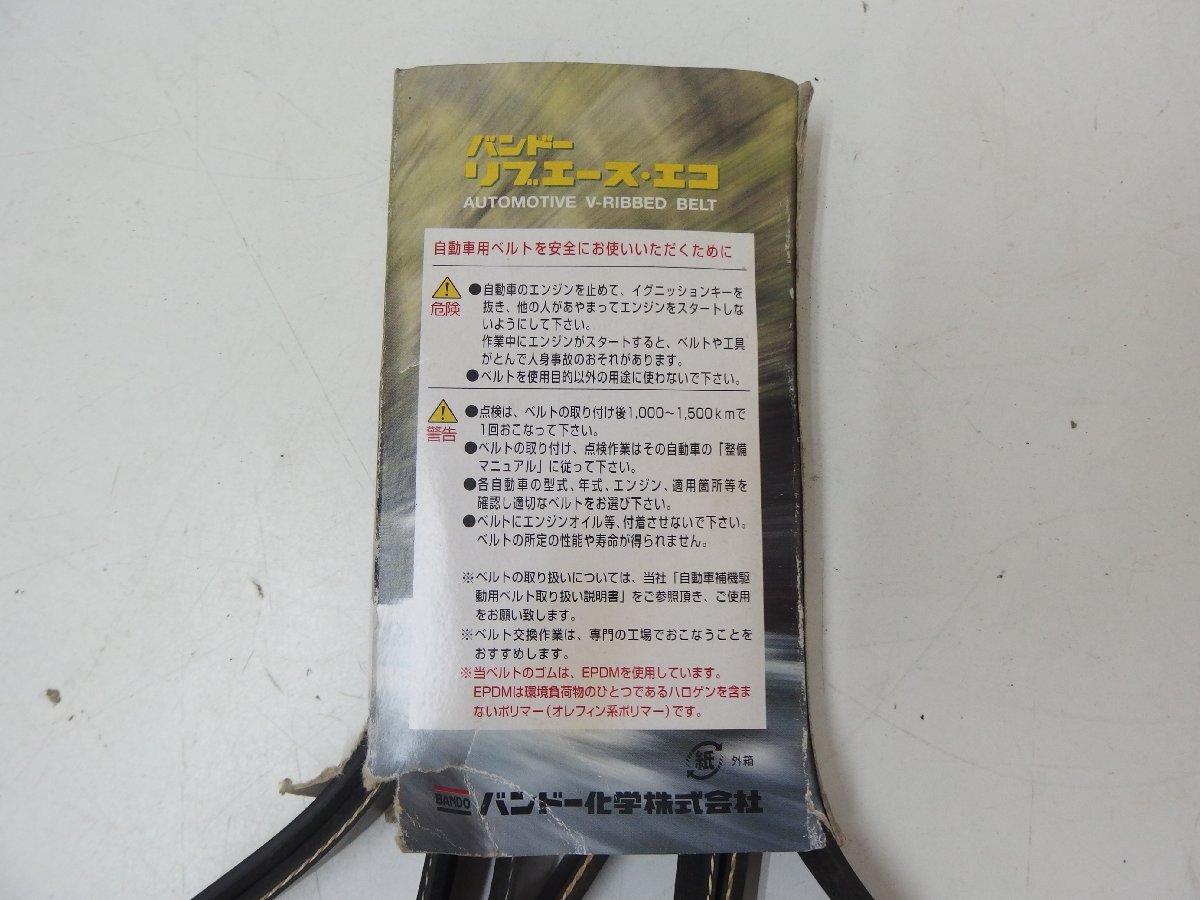 バンドー
リブエース・エコ
AUTOMOTIVE V-RIBBED BELT
自動車用ベルトを安全にお使いいただくために
危険
●自動車のエンジンを止めて、イグニッションキーを
抜き、他の人があやまってエンジンをスタートしな
いようにして下さい。
作業中にエンジンがスタートすると、ベルトや工具
がとんで人身事故のおそれがあります。
●ベルトを使用目的以外の用途に使わないで下さい。
警告
●点検は、ベルトの取り付け後1,000～1,500kmで
1回おこなって下さい。
●ベルトの取り付け、点検作業はその自動車の「整備
マニュアル」に従って下さい。
●各自動車の型式、年式、エンジン、適用箇所等を
確認し適切なベルトをお選び下さい。
●ベルトにエンジンオイル等、付着させないで下さい。
ベルトの所定の性能や寿命が得られません。
※ベルトの取り扱いについては、当社「自動車補機駆
動用ベルト取り扱い説明書」をご参照頂き、ご使用
をお願い致します。
※ベルト交換作業は、専門の工場でおこなうことを
おすすめします。
※当ベルトのゴムは、EPDMを使用しています。
EPDMは環境負荷物のひとつであるハロゲンを含ま
ないポリマー(オレフィン系ポリマー)です。
紙 外箱
BANDO バンドー化学株式会社